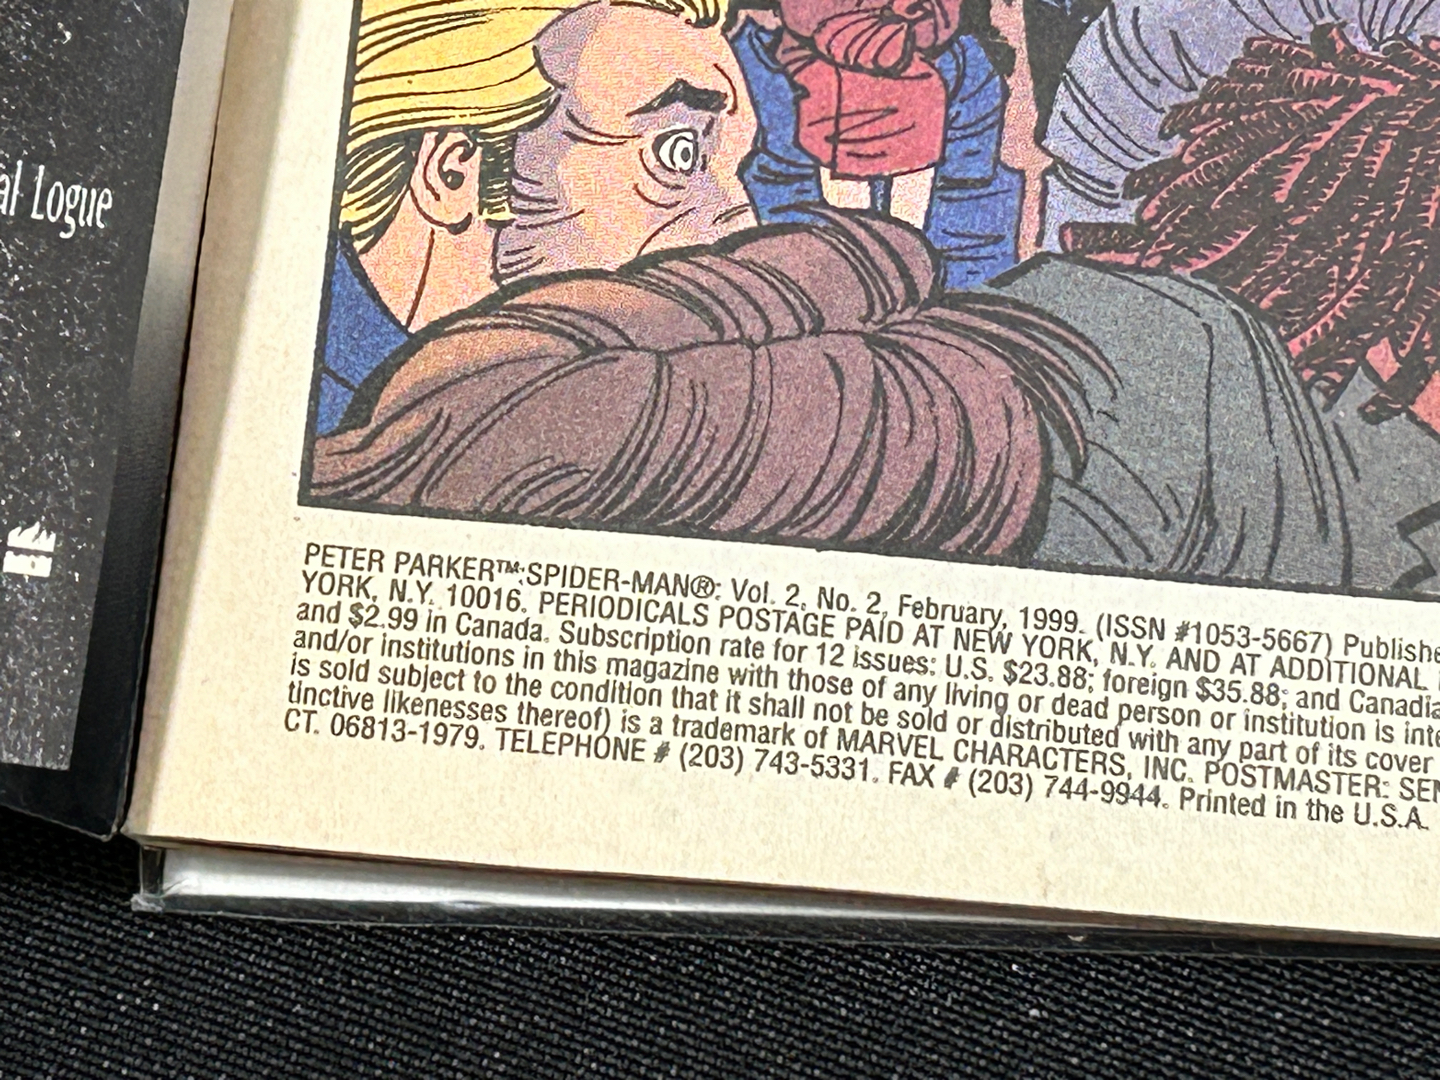 al Logue
PETER PARKER™:SPIDER-MAN®: Vol. 2, No. 2, February, 1999. (ISSN #1053-5667) Publishe
YORK, N.Y. 10016. PERIODICALS POSTAGE PAID AT NEW YORK, N.Y. AND AT ADDITIONAL
and $2.99 in Canada. Subscription rate for 12 issues: U.S. $23.88; foreign $35.88; and Canadia
and/or institutions in this magazine with those of any living or dead person or institution is inte
is sold subject to the condition that it shall not be sold or distributed with any part of its cover
tinctive likenesses thereof) is a trademark of MARVEL CHARACTERS, INC. POSTMASTER: SEN
CT. 06813-1979. TELEPHONE # (203) 743-5331. FAX # (203) 744-9944. Printed in the U.S.A.